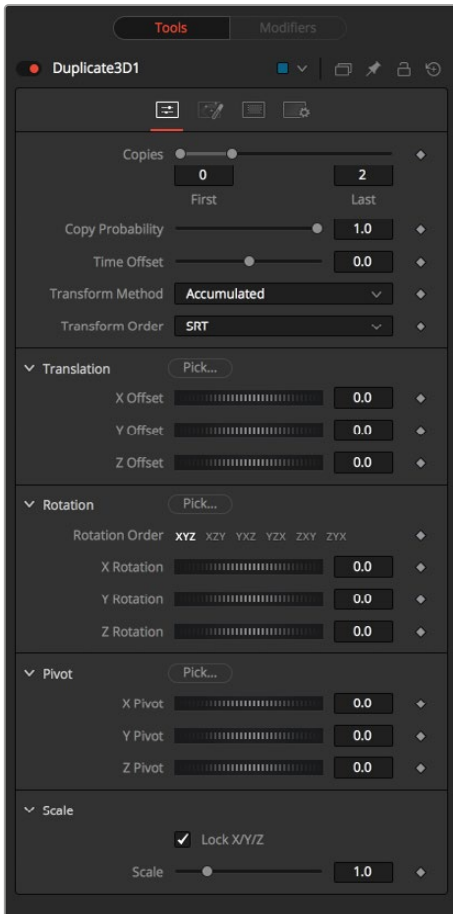 Tools Modifiers
Duplicate3D1
Copies
0 2
First Last
Copy Probability 1.0
Time Offset 0.0
Transform Method Accumulated
Transform Order SRT
Translation Pick...
X Offset 0.0
Y Offset 0.0
Z Offset 0.0
Rotation Pick...
Rotation Order XYZ XZY YXZ YZX ZXY ZYX
X Rotation 0.0
Y Rotation 0.0
Z Rotation 0.0
Pivot Pick...
X Pivot 0.0
Y Pivot 0.0
Z Pivot 0.0
Scale
Lock X/Y/Z
Scale 1.0